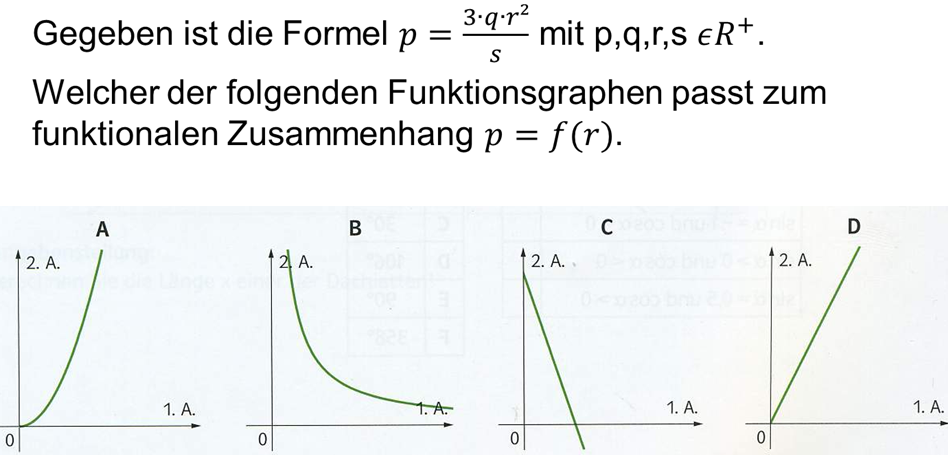 Gegeben ist die Formel p = 3·q·r²/s mit p,q,r,s ϵR⁺.
Welcher der folgenden Funktionsgraphen passt zum
funktionalen Zusammenhang p = f(r).
A B C D
2. A. 2. A. 2. A. 2. A.
1. A. 1. A. 1. A. 1. A.
0 0 0 0